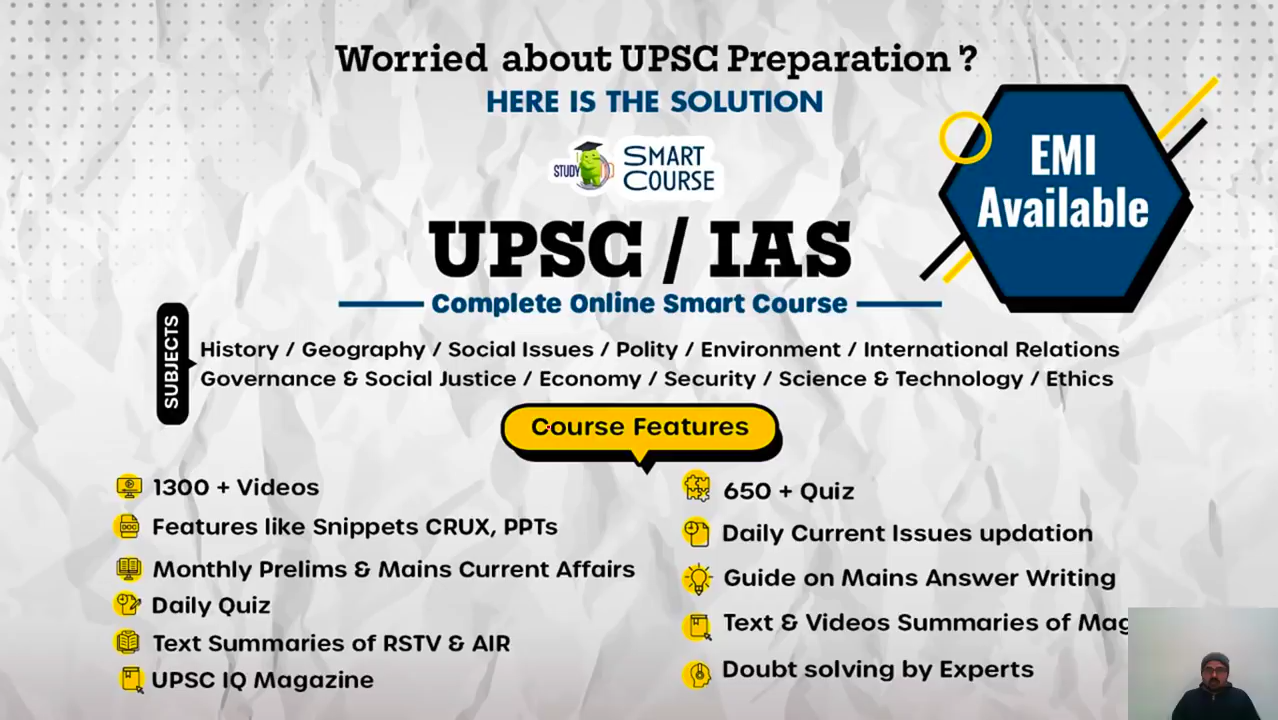 Worried about UPSC Preparation ?
HERE IS THE SOLUTION
STUDY
SMART
COURSE
EMI
Available
UPSC / IAS
Complete Online Smart Course
SUBJECTS
History / Geography / Social Issues / Polity / Environment / International Relations
Governance & Social Justice / Economy / Security / Science & Technology / Ethics
Course Features
1300 + Videos
Features like Snippets CRUX, PPTs
DOC
Monthly Prelims & Mains Current Affairs
Daily Quiz
Text Summaries of RSTV & AIR
UPSC IQ Magazine
650 + Quiz
Daily Current Issues updation
Guide on Mains Answer Writing
Text & Videos Summaries of Mag
Doubt solving by Experts